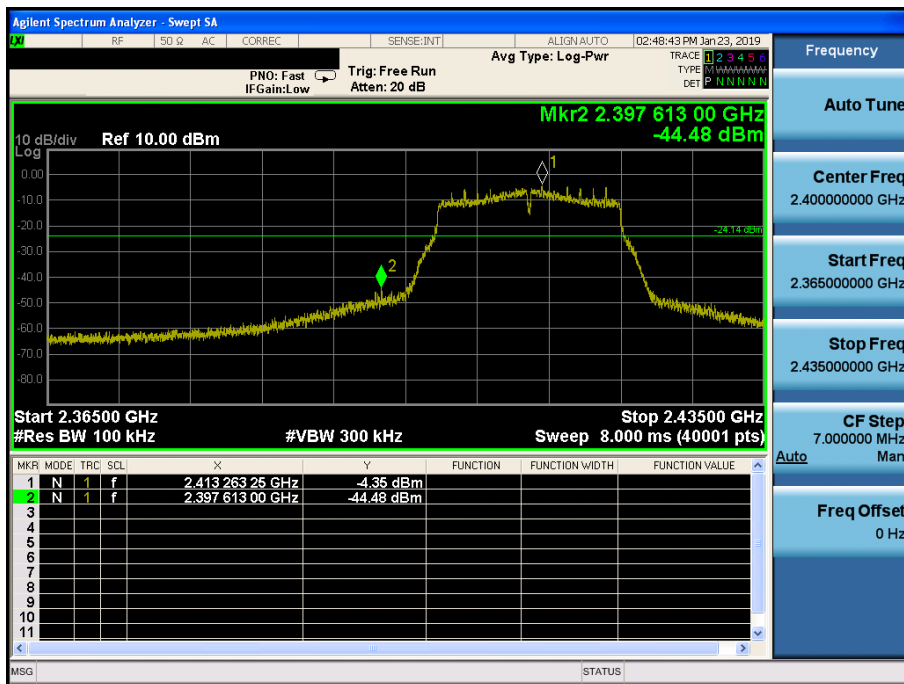 Agilent Spectrum Analyzer - Swept SA
LXI RF 50 Ω AC CORREC SENSE:INT ALIGN AUTO 02:48:43 PM Jan 23, 2019
PNO: Fast Trig: Free Run Avg Type: Log-Pwr TRACE 1 2 3 4 5 6
IFGain:Low Atten: 20 dB TYPE M W W W W W
DET P N N N N N
Mkr2 2.397 613 00 GHz
-44.48 dBm
10 dB/div Ref 10.00 dBm
Log
0.00
-10.0
-20.0
-30.0
-40.0
-50.0
-60.0
-70.0
-80.0
1
2
-24.14 dBm
Start 2.36500 GHz Stop 2.43500 GHz
#Res BW 100 kHz #VBW 300 kHz Sweep 8.000 ms (40001 pts)
MKR MODE TRC SCL X Y FUNCTION FUNCTION WIDTH FUNCTION VALUE
1 N 1 f 2.413 263 25 GHz -4.35 dBm
2 N 1 f 2.397 613 00 GHz -44.48 dBm
3
4
5
6
7
8
9
10
11
MSG STATUS
Frequency
Auto Tune
Center Freq
2.400000000 GHz
Start Freq
2.365000000 GHz
Stop Freq
2.435000000 GHz
CF Step
7.000000 MHz
Auto Man
Freq Offset
0 Hz